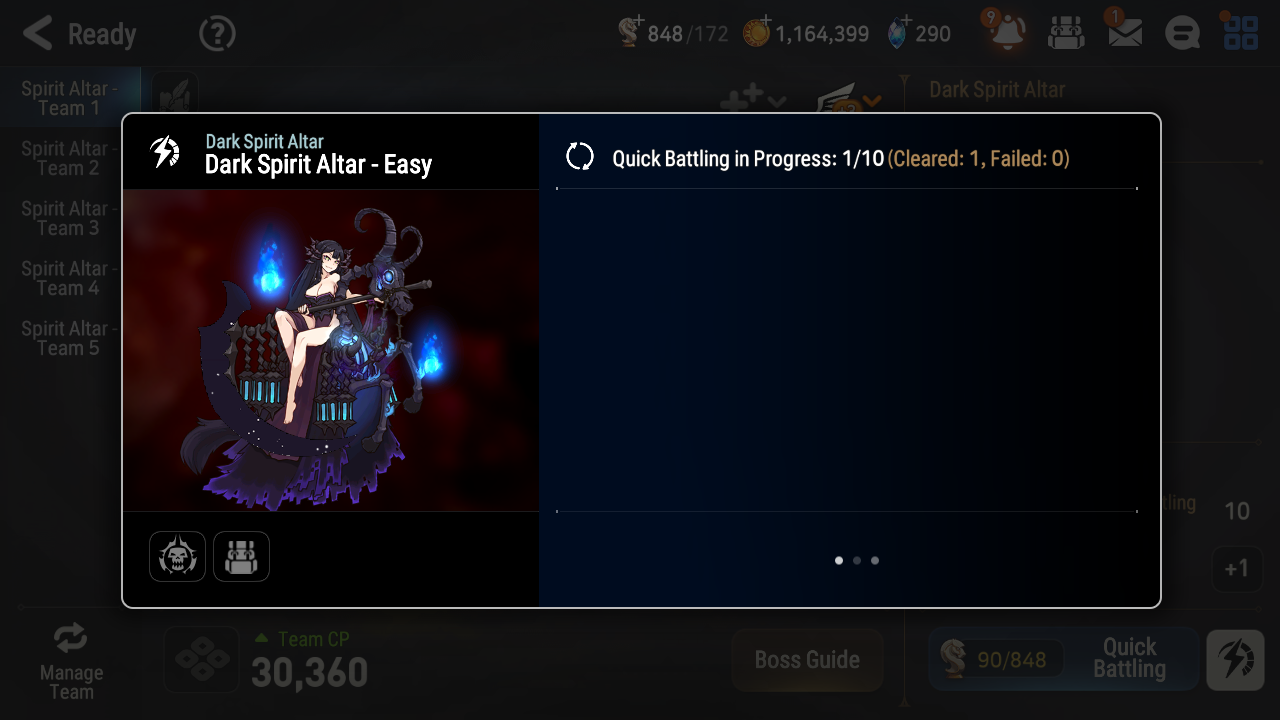 Ready
?
848/172
1,164,399
290
9
1
Spirit Altar -
Team 1
Spirit Altar -
Team 2
Spirit Altar -
Team 3
Spirit Altar -
Team 4
Spirit Altar -
Team 5
Dark Spirit Altar
Dark Spirit Altar
Dark Spirit Altar - Easy
Quick Battling in Progress: 1/10 (Cleared: 1, Failed: 0)
tling
10
+1
Manage
Team
Team CP
30,360
Boss Guide
90/848
Quick
Battling